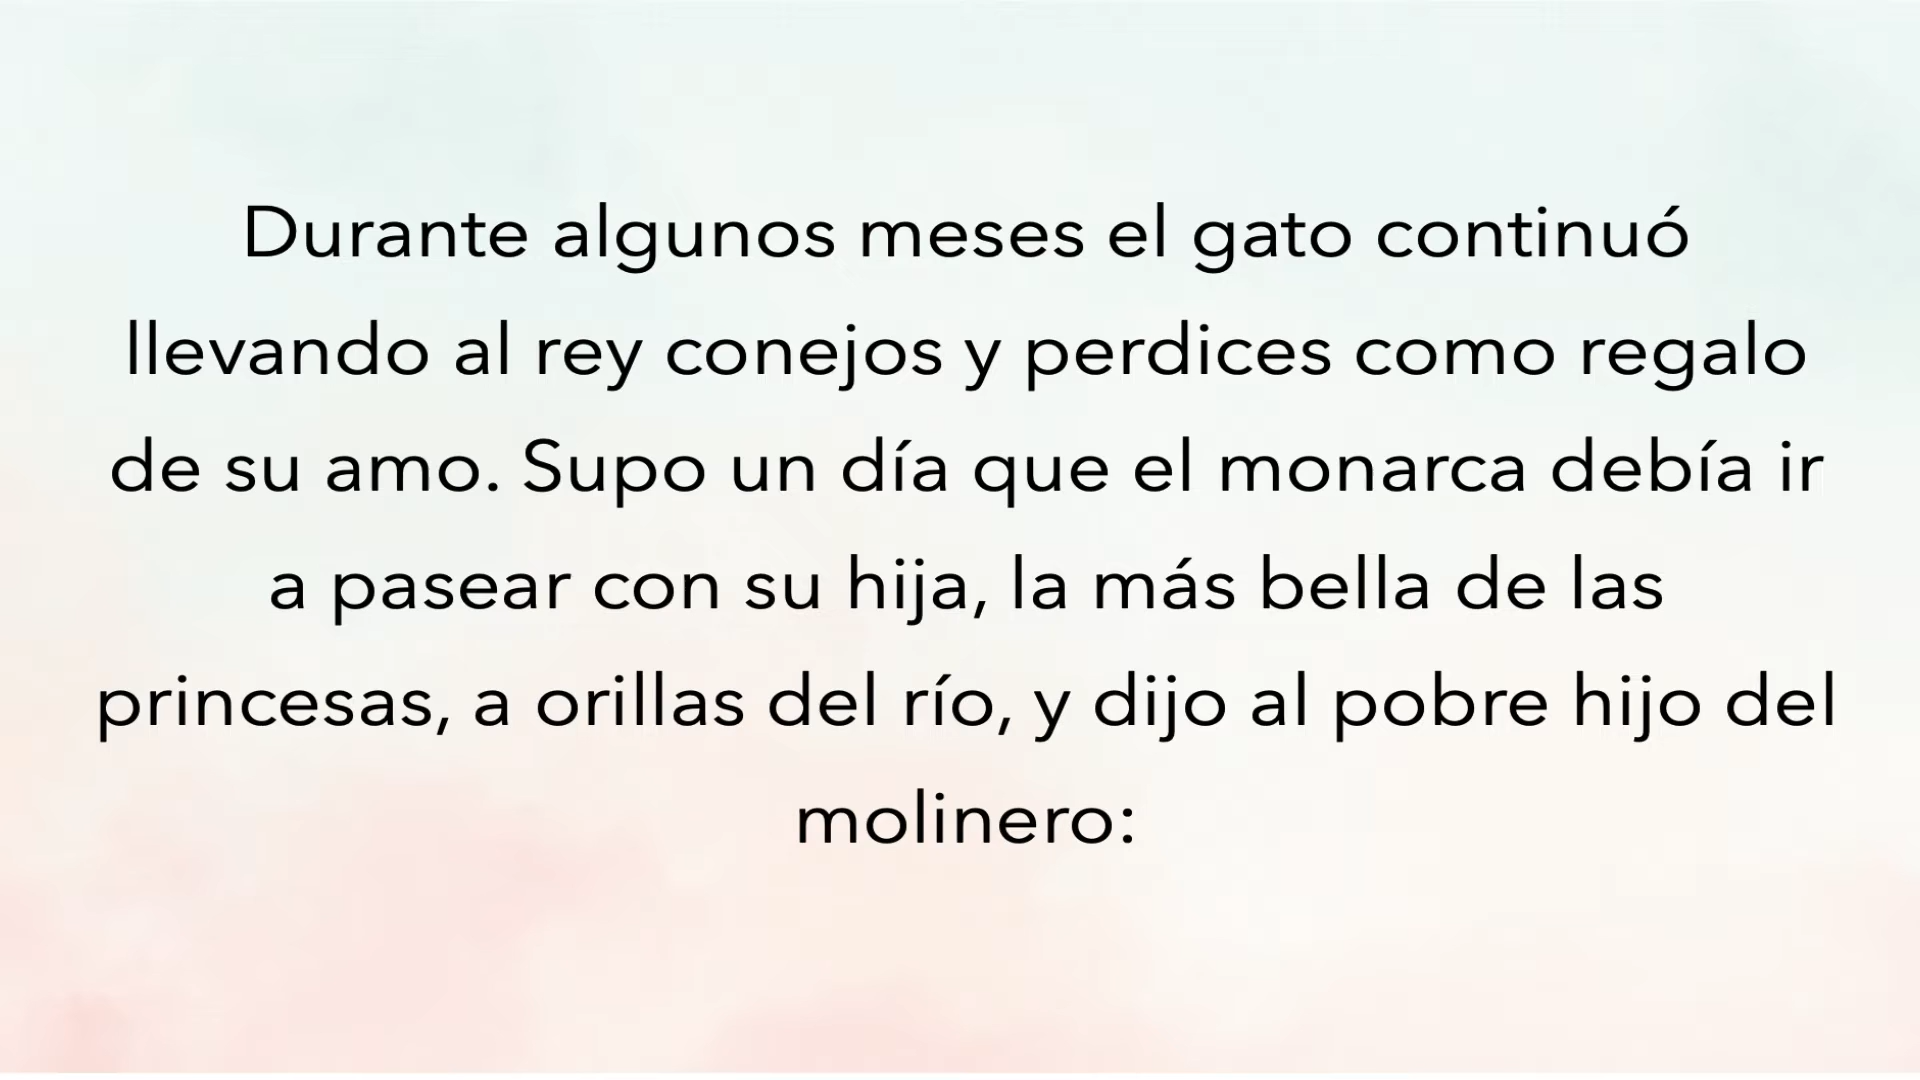 Durante algunos meses el gato continuó
llevando al rey conejos y perdices como regalo
de su amo. Supo un día que el monarca debía ir
a pasear con su hija, la más bella de las
princesas, a orillas del río, y dijo al pobre hijo del
molinero: